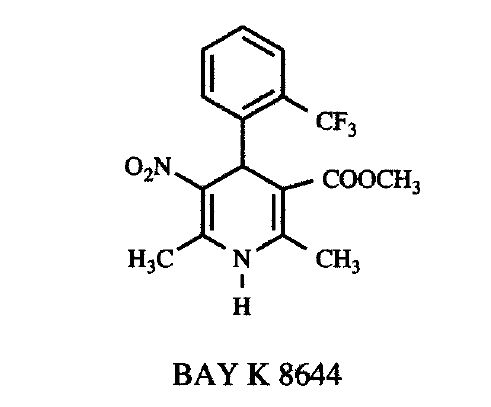 CF₃
O₂N
COOCH₃
H₃C
N
CH₃
H
BAY K 8644